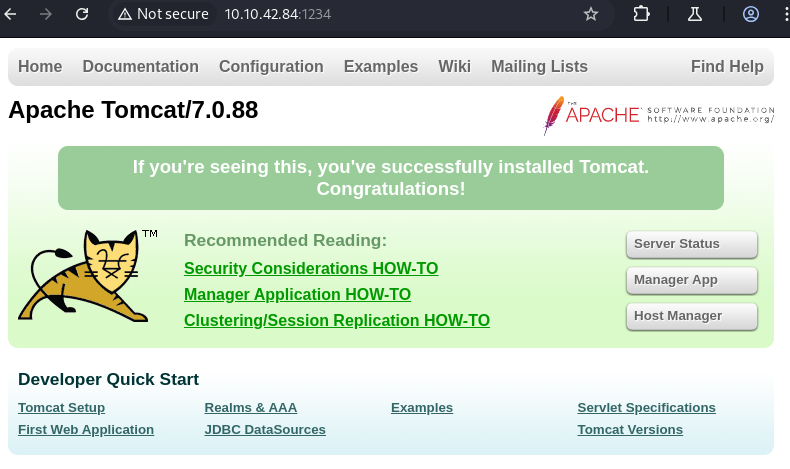 Not secure 10.10.42.84:1234
Home Documentation Configuration Examples Wiki Mailing Lists Find Help
Apache Tomcat/7.0.88
THE
APACHE SOFTWARE FOUNDATION
http://www.apache.org/
If you're seeing this, you've successfully installed Tomcat.
Congratulations!
TM
Recommended Reading:
Security Considerations HOW-TO
Manager Application HOW-TO
Clustering/Session Replication HOW-TO
Server Status
Manager App
Host Manager
Developer Quick Start
Tomcat Setup Realms & AAA Examples Servlet Specifications
First Web Application JDBC DataSources Tomcat Versions